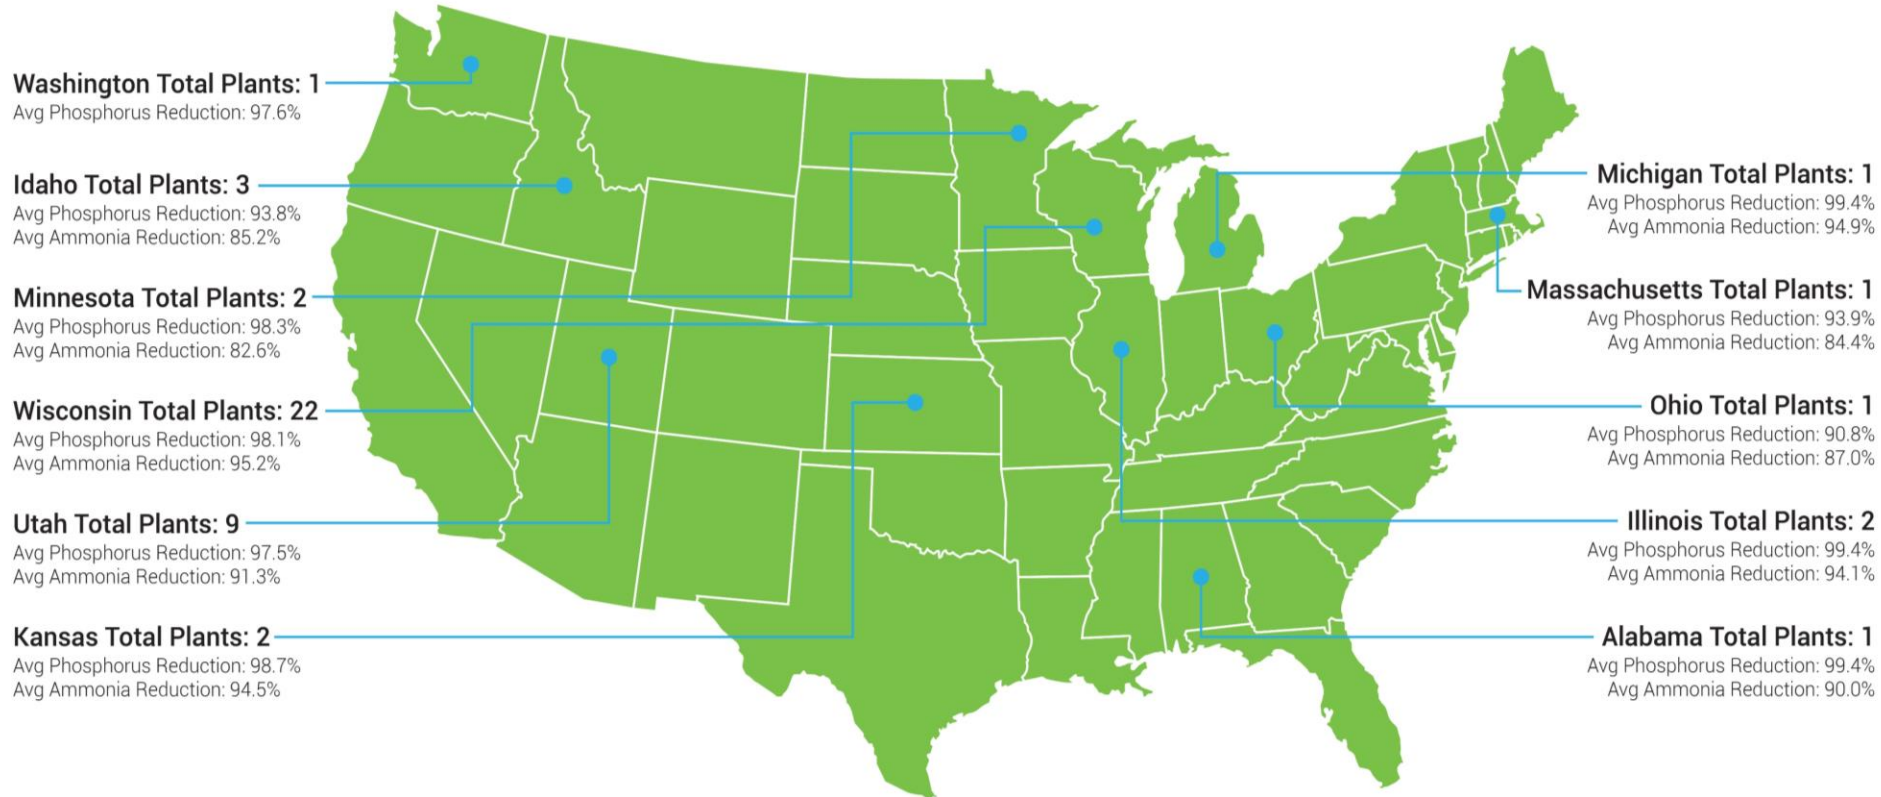 Washington Total Plants: 1
Avg Phosphorus Reduction: 97.6%
Idaho Total Plants: 3
Avg Phosphorus Reduction: 93.8%
Avg Ammonia Reduction: 85.2%
Minnesota Total Plants: 2
Avg Phosphorus Reduction: 98.3%
Avg Ammonia Reduction: 82.6%
Wisconsin Total Plants: 22
Avg Phosphorus Reduction: 98.1%
Avg Ammonia Reduction: 95.2%
Utah Total Plants: 9
Avg Phosphorus Reduction: 97.5%
Avg Ammonia Reduction: 91.3%
Kansas Total Plants: 2
Avg Phosphorus Reduction: 98.7%
Avg Ammonia Reduction: 94.5%
Michigan Total Plants: 1
Avg Phosphorus Reduction: 99.4%
Avg Ammonia Reduction: 94.9%
Massachusetts Total Plants: 1
Avg Phosphorus Reduction: 93.9%
Avg Ammonia Reduction: 84.4%
Ohio Total Plants: 1
Avg Phosphorus Reduction: 90.8%
Avg Ammonia Reduction: 87.0%
Illinois Total Plants: 2
Avg Phosphorus Reduction: 99.4%
Avg Ammonia Reduction: 94.1%
Alabama Total Plants: 1
Avg Phosphorus Reduction: 99.4%
Avg Ammonia Reduction: 90.0%